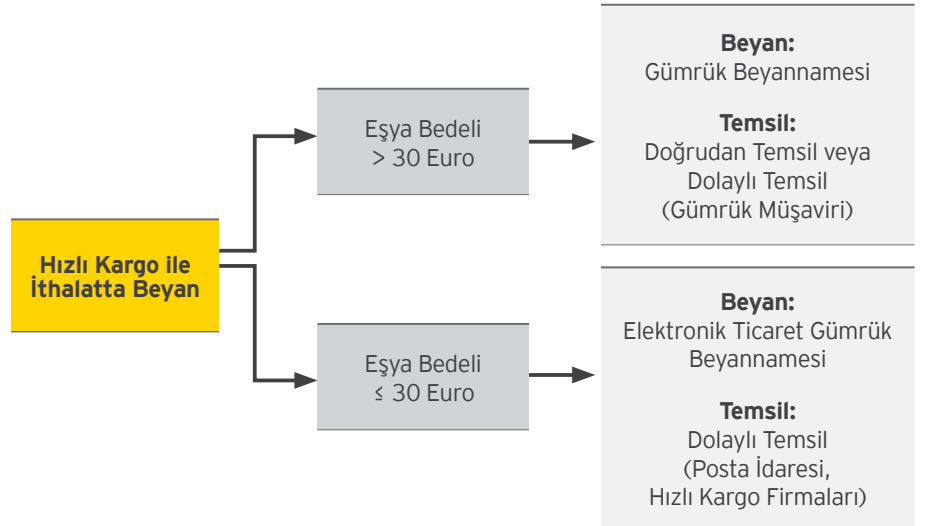 Hızlı Kargo ile
İthalatta Beyan
Eşya Bedeli
> 30 Euro
Beyan:
Gümrük Beyannamesi
Temsil:
Doğrudan Temsil veya
Dolaylı Temsil
(Gümrük Müşaviri)
Eşya Bedeli
≤ 30 Euro
Beyan:
Elektronik Ticaret Gümrük
Beyannamesi
Temsil:
Dolaylı Temsil
(Posta İdaresi,
Hızlı Kargo Firmaları)